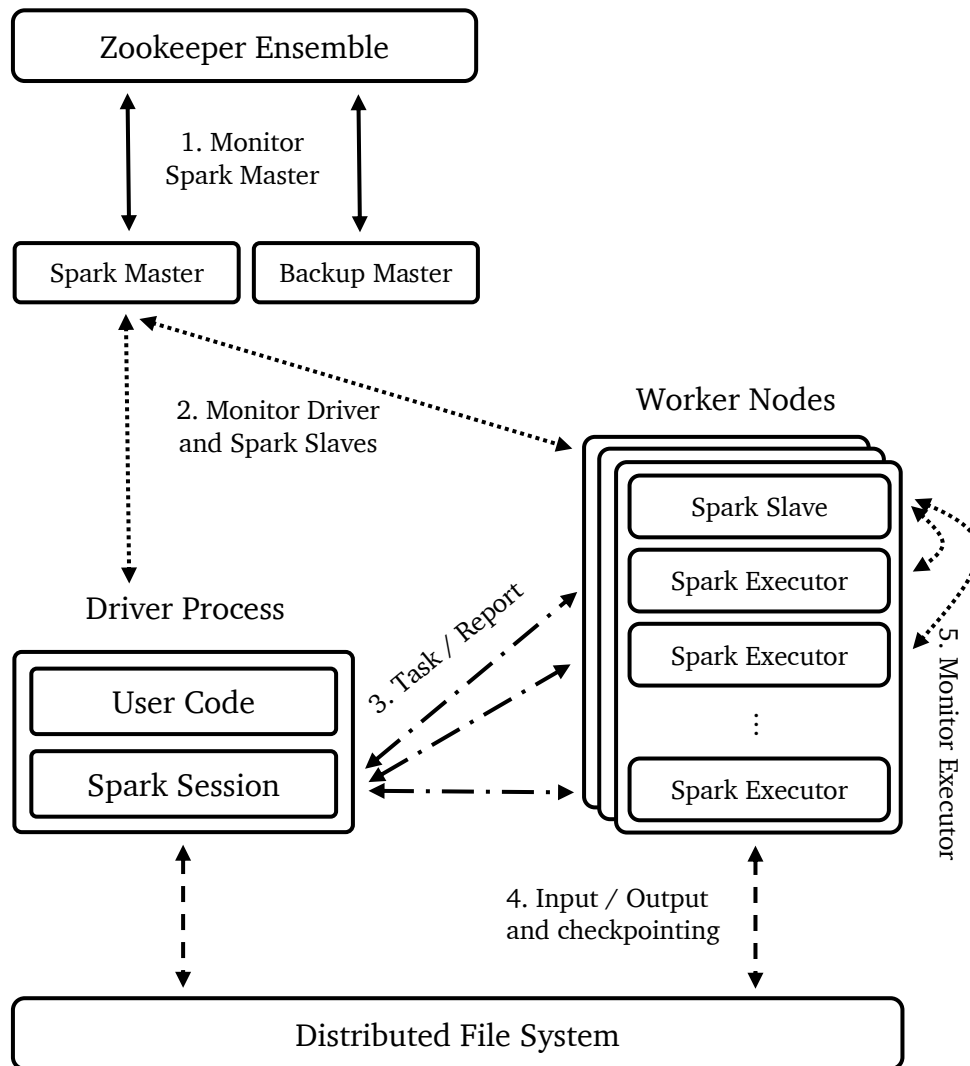 Zookeeper Ensemble
1. Monitor
Spark Master
Spark Master
Backup Master
2. Monitor Driver
and Spark Slaves
Worker Nodes
Spark Slave
Spark Executor
Spark Executor
⋮
Spark Executor
5. Monitor Executor
Driver Process
User Code
Spark Session
3. Task / Report
4. Input / Output
and checkpointing
Distributed File System